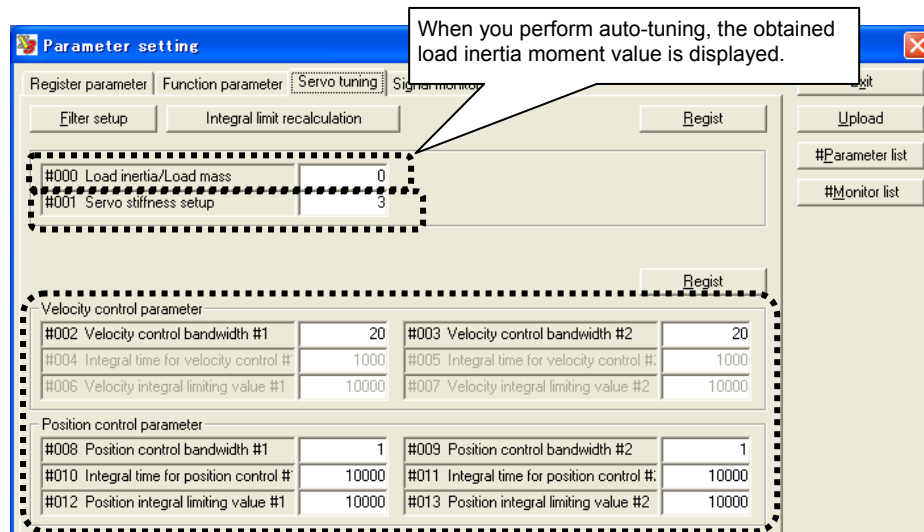 When you perform auto-tuning, the obtained
load inertia moment value is displayed.
Parameter setting
Register parameter Function parameter Servo tuning
Exit
Filter setup Integral limit recalculation Regist Upload
#Parameter list
#000 Load inertia/Load mass 0
#Monitor list
#001 Servo stiffness setup 3
Regist
Velocity control parameter
#002 Velocity control bandwidth #1 20 #003 Velocity control bandwidth #2 20
#004 Integral time for velocity control # 1000 #005 Integral time for velocity control # 1000
#006 Velocity integral limiting value #1 10000 #007 Velocity integral limiting value #2 10000
Position control parameter
#008 Position control bandwidth #1 1 #009 Position control bandwidth #2 1
#010 Integral time for position control # 10000 #011 Integral time for position control # 10000
#012 Position integral limiting value #1 10000 #013 Position integral limiting value #2 10000